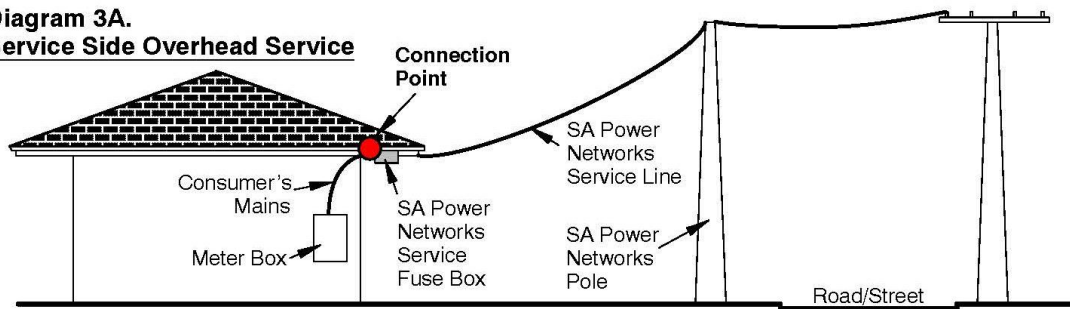 Diagram 3A.
Service Side Overhead Service
Connection
Point
SA Power
Networks
Service Line
Consumer's
Mains
SA Power
Networks
Service
Fuse Box
Meter Box
SA Power
Networks
Pole
Road/Street